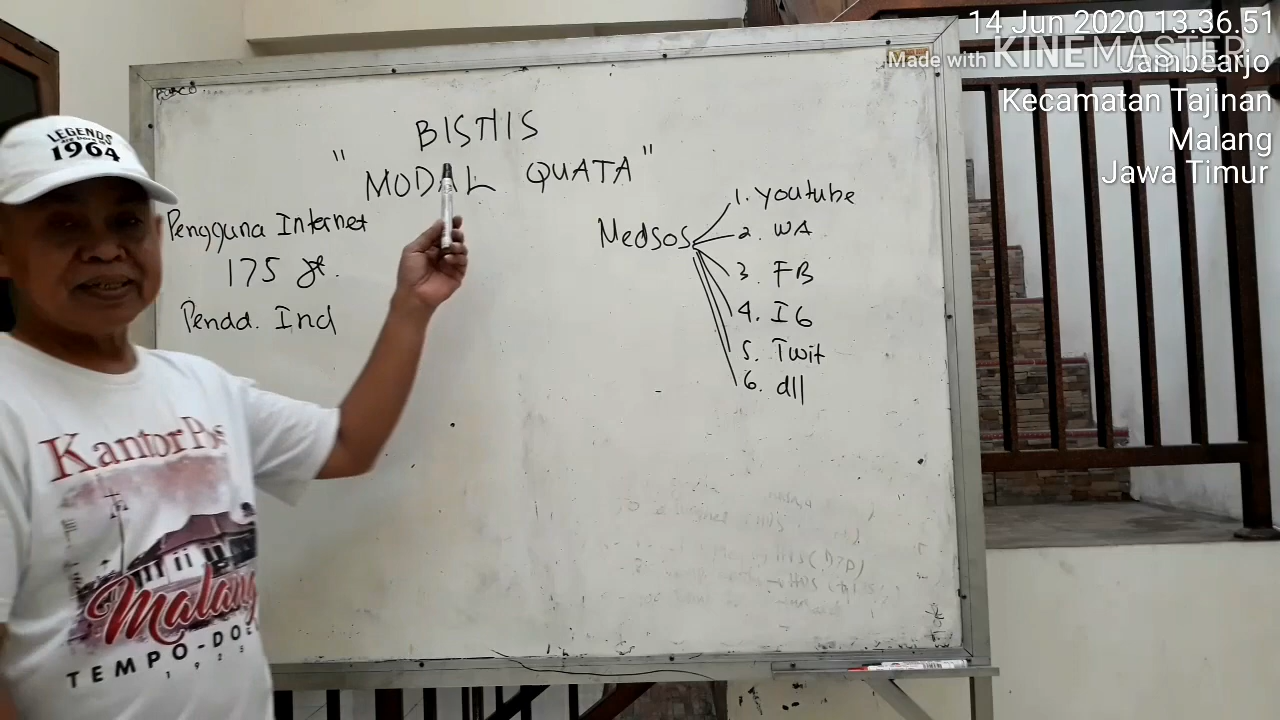 14 Jun 2020 13.36.51
Made with KINEMASTER
Jambearjo
Kecamatan Tajinan
Malang
Jawa Timur
BISNIS
" MODAL QUATA "
Pengguna Internet
175 jt.
Pendd. Ind
Medsos
1. youtube
2. WA
3. FB
4. IG
5. Twit
6. dll
LEGENDS
1964
Kantor Pos
Malang
TEMPO-DOE
1925